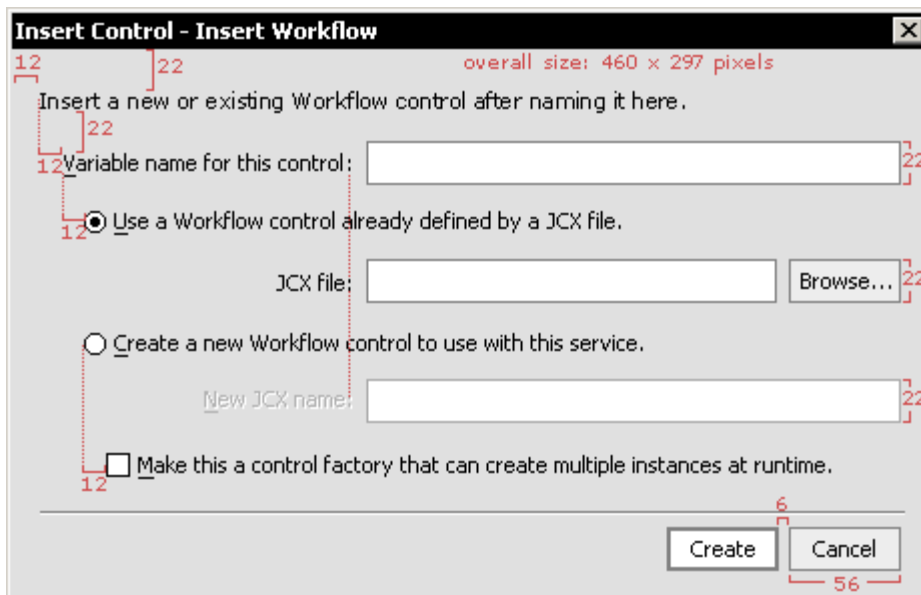 Insert Control - Insert Workflow
12 22 overall size: 460 x 297 pixels
Insert a new or existing Workflow control after naming it here.
22
12 Variable name for this control: 22
12 Use a Workflow control already defined by a JCX file.
JCX file: Browse... 22
Create a new Workflow control to use with this service.
New JCX name: 22
12 Make this a control factory that can create multiple instances at runtime.
6
Create Cancel
56